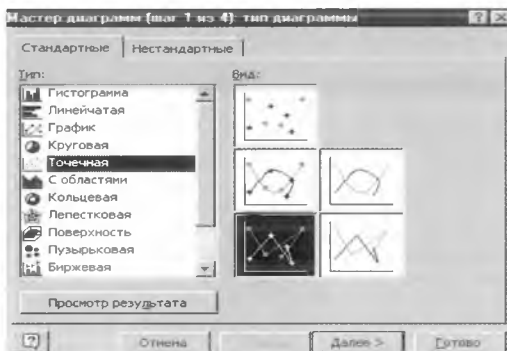 Мастер диаграмм (шаг 1 из 4): тип диаграммы
Стандартные
Нестандартные
Тип:
Вид:
Гистограмма
Линейчатая
График
Круговая
Точечная
С областями
Кольцевая
Лепестковая
Поверхность
Пузырьковая
Биржевая
Просмотр результата
Отмена
Далее >
Готово